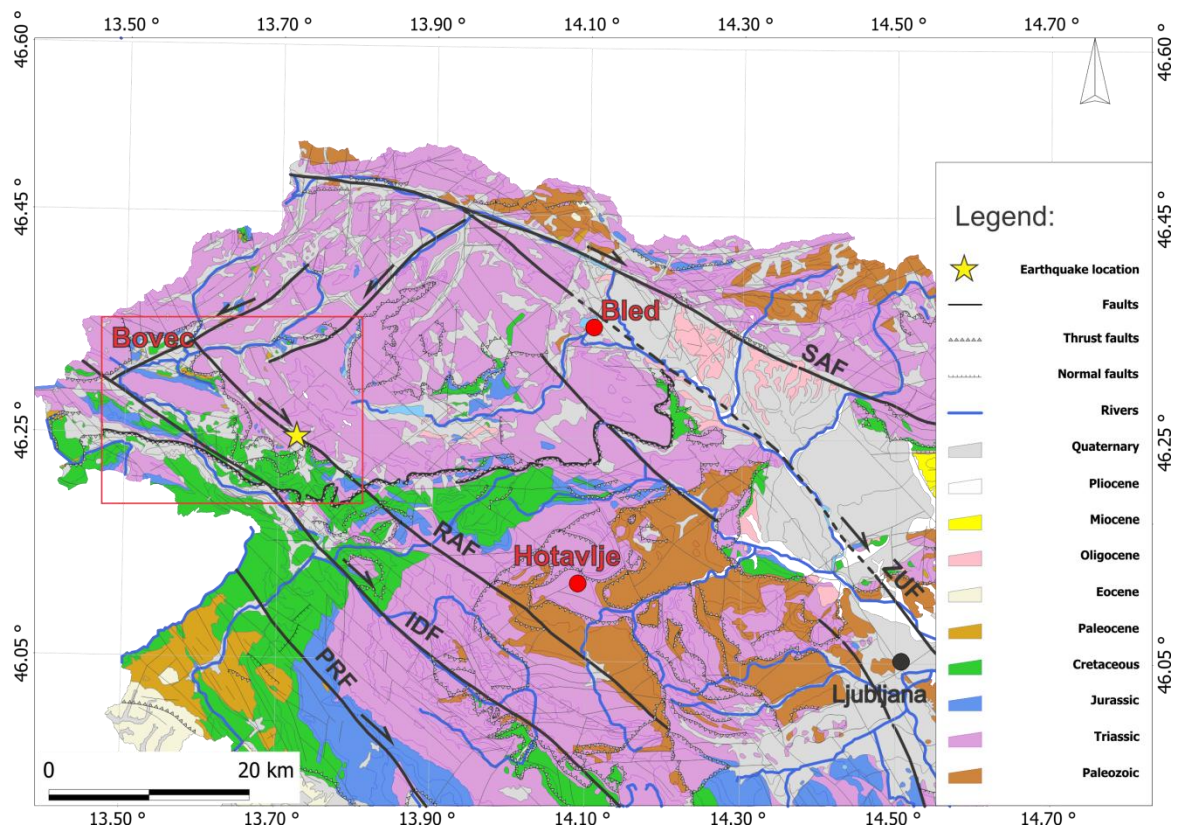 13.50 ° 13.70 ° 13.90 ° 14.10 ° 14.30 ° 14.50 ° 14.70 °
46.60 °
46.60 °
46.45 °
46.45 °
46.25 °
46.25 °
46.05 °
46.05 °
Bovec
Bled
SAF
RAF
Hotavlje
ZUF
IDF
PRF
Ljubljana
0 20 km
Legend:
Earthquake location
Faults
Thrust faults
Normal faults
Rivers
Quaternary
Pliocene
Miocene
Oligocene
Eocene
Paleocene
Cretaceous
Jurassic
Triassic
Paleozoic
13.50 ° 13.70 ° 13.90 ° 14.10 ° 14.30 ° 14.50 ° 14.70 °